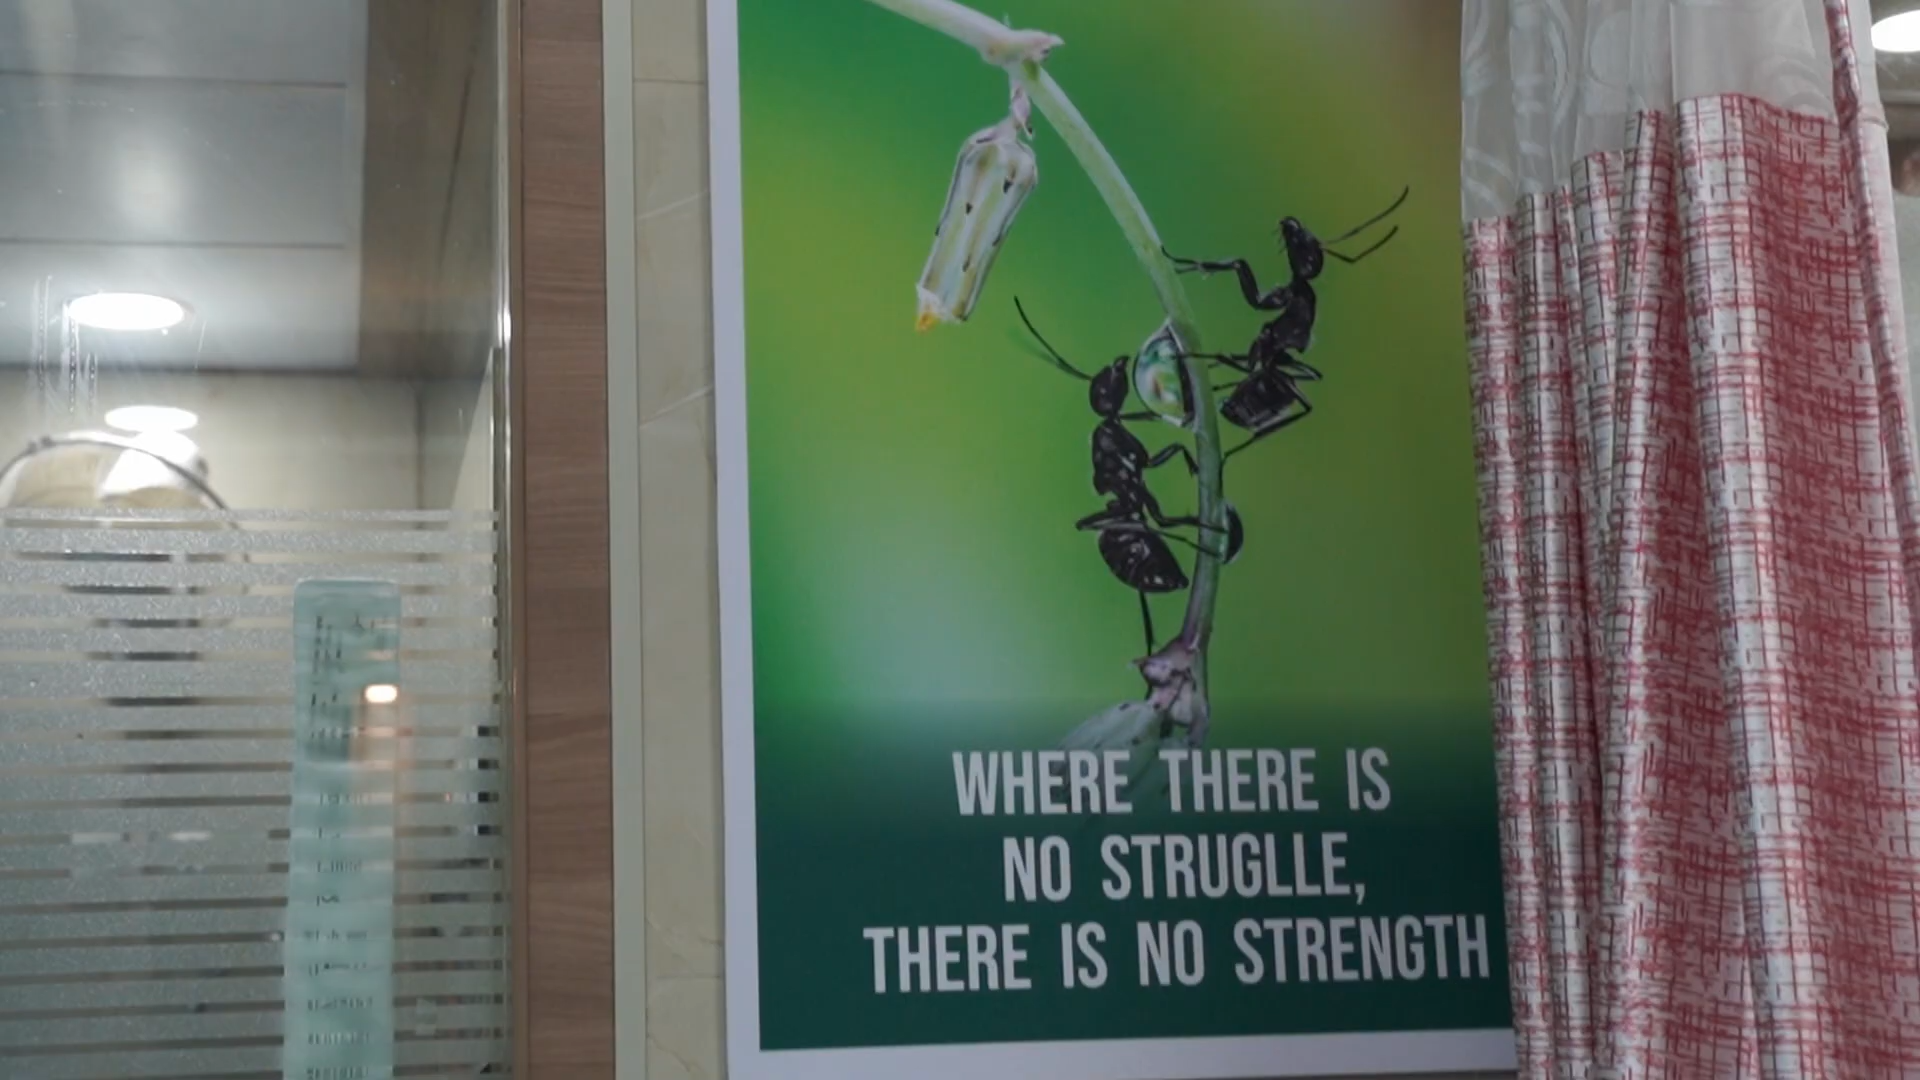 WHERE THERE IS
NO STRUGLLE,
THERE IS NO STRENGTH